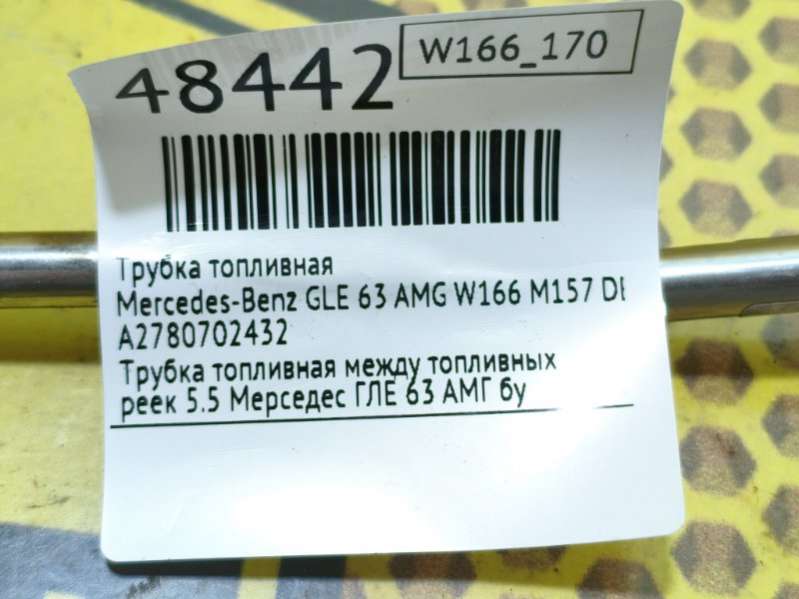 48442
W166_170
Трубка топливная
Mercedes-Benz GLE 63 AMG W166 M157 DE
A2780702432
Трубка топливная между топливных
реек 5.5 Мерседес ГЛЕ 63 АМГ бу